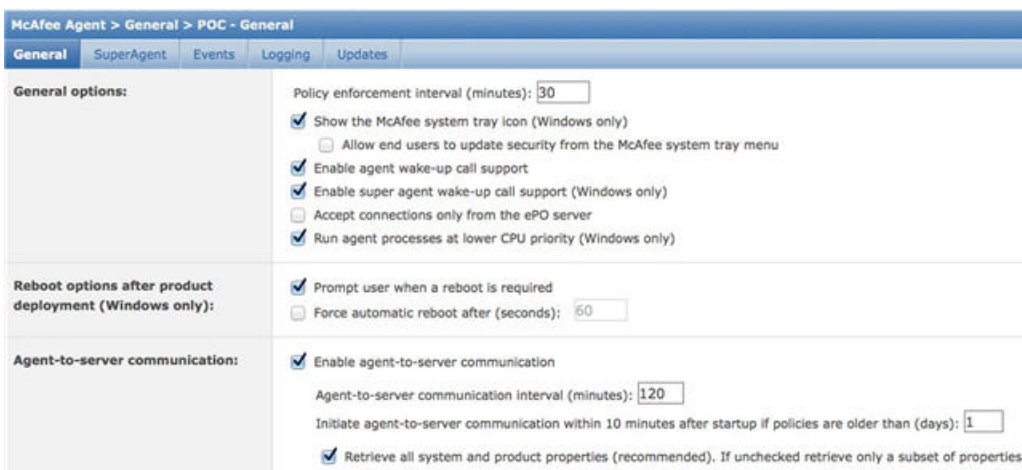 McAfee Agent > General > POC - General
General SuperAgent Events Logging Updates
General options:
Policy enforcement interval (minutes): 30
Show the McAfee system tray icon (Windows only)
Allow end users to update security from the McAfee system tray menu
Enable agent wake-up call support
Enable super agent wake-up call support (Windows only)
Accept connections only from the ePO server
Run agent processes at lower CPU priority (Windows only)
Reboot options after product
deployment (Windows only):
Prompt user when a reboot is required
Force automatic reboot after (seconds): 60
Agent-to-server communication:
Enable agent-to-server communication
Agent-to-server communication interval (minutes): 120
Initiate agent-to-server communication within 10 minutes after startup if policies are older than (days): 1
Retrieve all system and product properties (recommended). If unchecked retrieve only a subset of properties